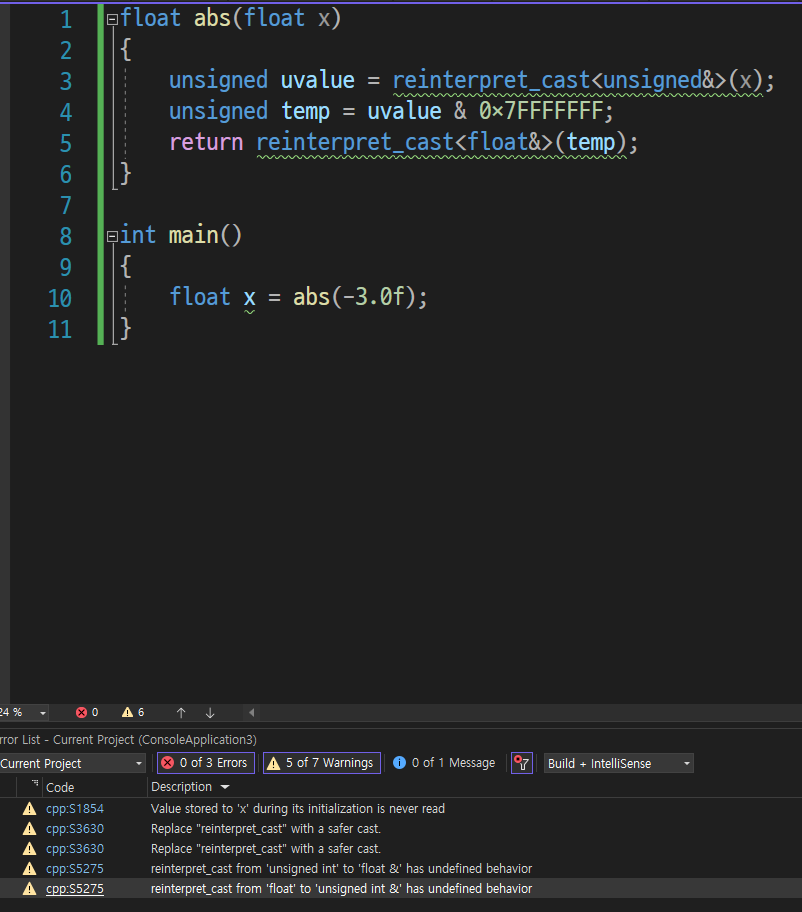 1 float abs(float x)
2 {
3 unsigned uvalue = reinterpret_cast<unsigned&>(x);
4 unsigned temp = uvalue & 0×7FFFFFFF;
5 return reinterpret_cast<float&>(temp);
6 }
7
8 int main()
9 {
10 float x = abs(-3.0f);
11 }
24 % 0 6
rror List - Current Project (ConsoleApplication3)
Current Project 0 of 3 Errors 5 of 7 Warnings 0 of 1 Message Build + IntelliSense
Code Description
cpp:S1854 Value stored to 'x' during its initialization is never read
cpp:S3630 Replace "reinterpret_cast" with a safer cast.
cpp:S3630 Replace "reinterpret_cast" with a safer cast.
cpp:S5275 reinterpret_cast from 'unsigned int' to 'float &' has undefined behavior
cpp:S5275 reinterpret_cast from 'float' to 'unsigned int &' has undefined behavior